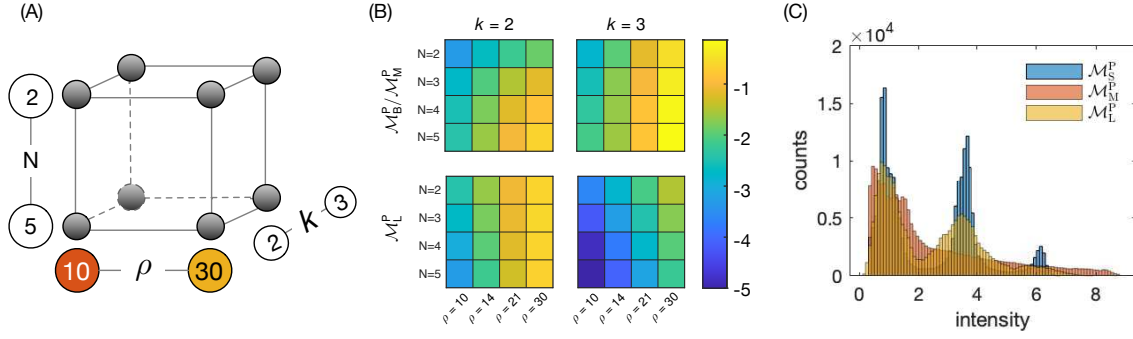 (A)
2
N
5
10
ρ
30
2
k
3
(B)
k = 2
k = 3
M_B^P / M_M^P
N=2
N=3
N=4
N=5
M_L^P
N=2
N=3
N=4
N=5
ρ = 10
ρ = 14
ρ = 21
ρ = 30
ρ = 10
ρ = 14
ρ = 21
ρ = 30
-1
-2
-3
-4
-5
(C)
×10⁴
2
1.5
1
0.5
0
counts
M_S^P
M_M^P
M_L^P
0
2
4
6
8
intensity